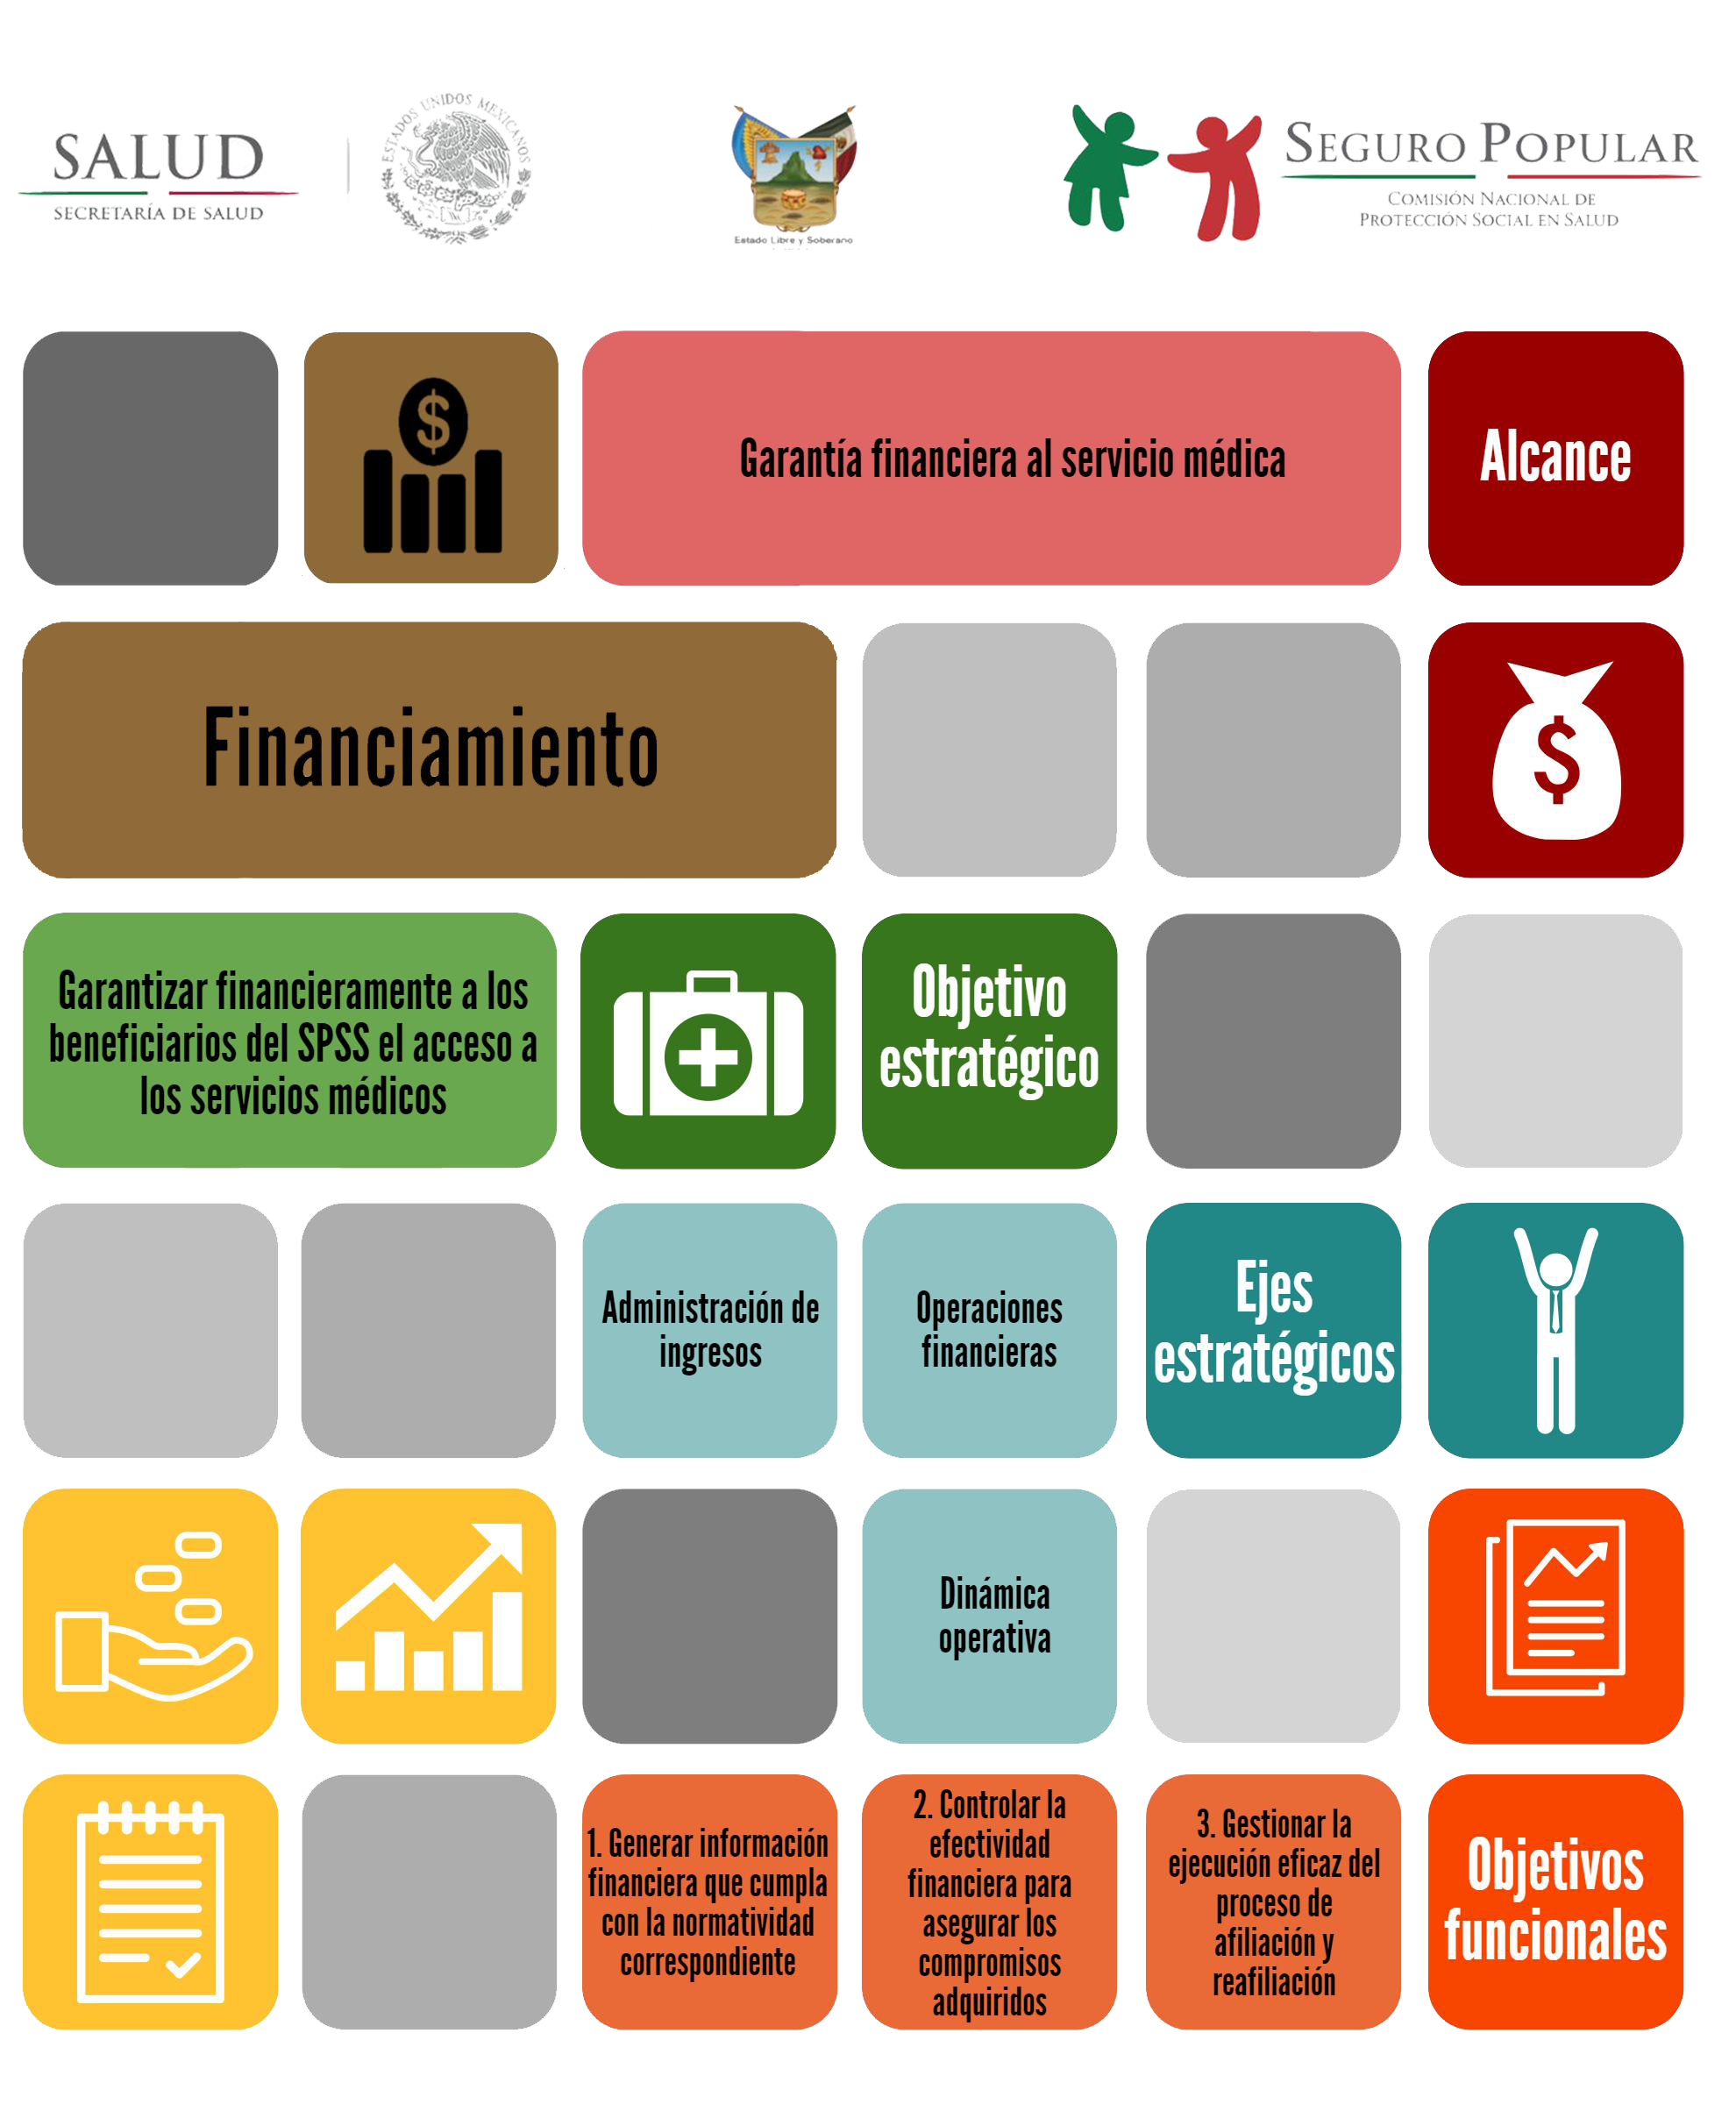 SALUD
SECRETARÍA DE SALUD
ESTADOS UNIDOS MEXICANOS
Estado Libre y Soberano
SEGURO POPULAR
COMISIÓN NACIONAL DE
PROTECCIÓN SOCIAL EN SALUD
$
Garantía financiera al servicio médica
Alcance
Financiamiento
$
Garantizar financieramente a los
beneficiarios del SPSS el acceso a
los servicios médicos
Objetivo
estratégico
Administración de
ingresos
Operaciones
financieras
Ejes
estratégicos
Dinámica
operativa
1. Generar información
financiera que cumpla
con la normatividad
correspondiente
2. Controlar la
efectividad
financiera para
asegurar los
compromisos
adquiridos
3. Gestionar la
ejecución eficaz del
proceso de
afiliación y
reafiliación
Objetivos
funcionales